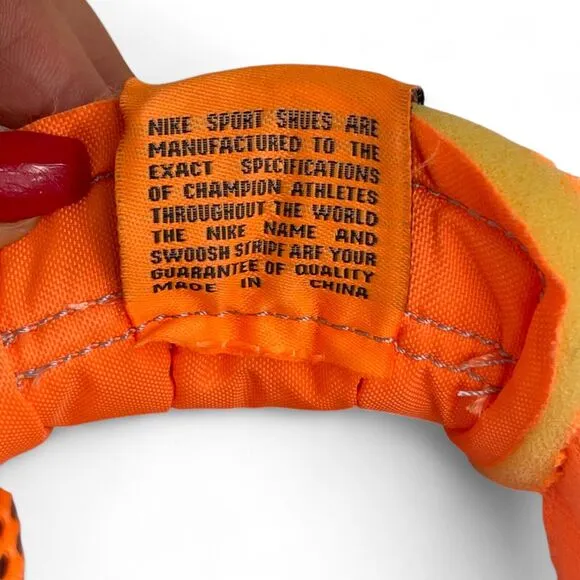 NIKE SPORT SHUES ARE
MANUFACTURED TO THE
EXACT SPECIFICATIONS
OF CHAMPION ATHLETES
THROUGHOUT THE WORLD
THE NIKE NAME AND
SWOOSH STRIPE ARE YOUR
GUARANTEE OF QUALITY
MADE IN CHINA